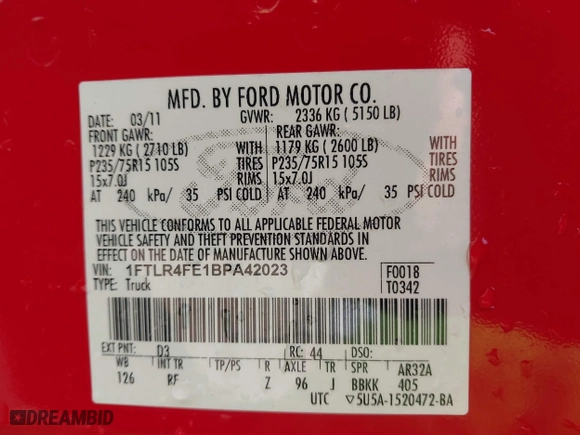 MFD. BY FORD MOTOR CO.
DATE: 03/11 GVWR: 2336 KG ( 5150 LB)
FRONT GAWR: REAR GAWR:
1229 KG ( 2710 LB) WITH 1179 KG ( 2600 LB) WITH
P235/75R15 105S TIRES P235/75R15 105S TIRES
15x7.0J RIMS 15x7.0J RIMS
AT 240 kPa/ 35 PSI COLD AT 240 kPa/ 35 PSI COLD
THIS VEHICLE CONFORMS TO ALL APPLICABLE FEDERAL MOTOR
VEHICLE SAFETY AND THEFT PREVENTION STANDARDS IN
EFFECT ON THE DATE OF MANUFACTURE SHOWN ABOVE.
VIN: 1FTLR4FE1BPA42023 F0018
TYPE: Truck T0342
EXT PNT: D3 RC: 44 DSO:
WB INT TR TP/PS R AXLE TR SPR AR32A
126 RF Z 96 J BBKK 405
UTC 5U5A-1520472-BA
DREAMBID